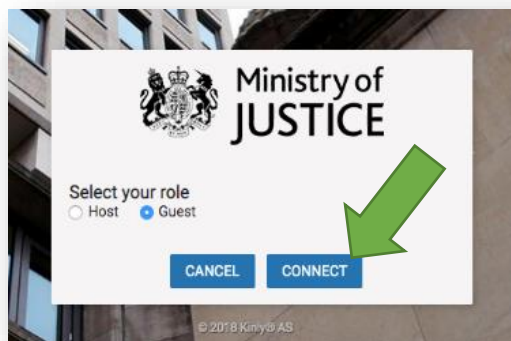 Ministry of
JUSTICE
Select your role
Host Guest
CANCEL CONNECT
© 2018 Kinly® AS